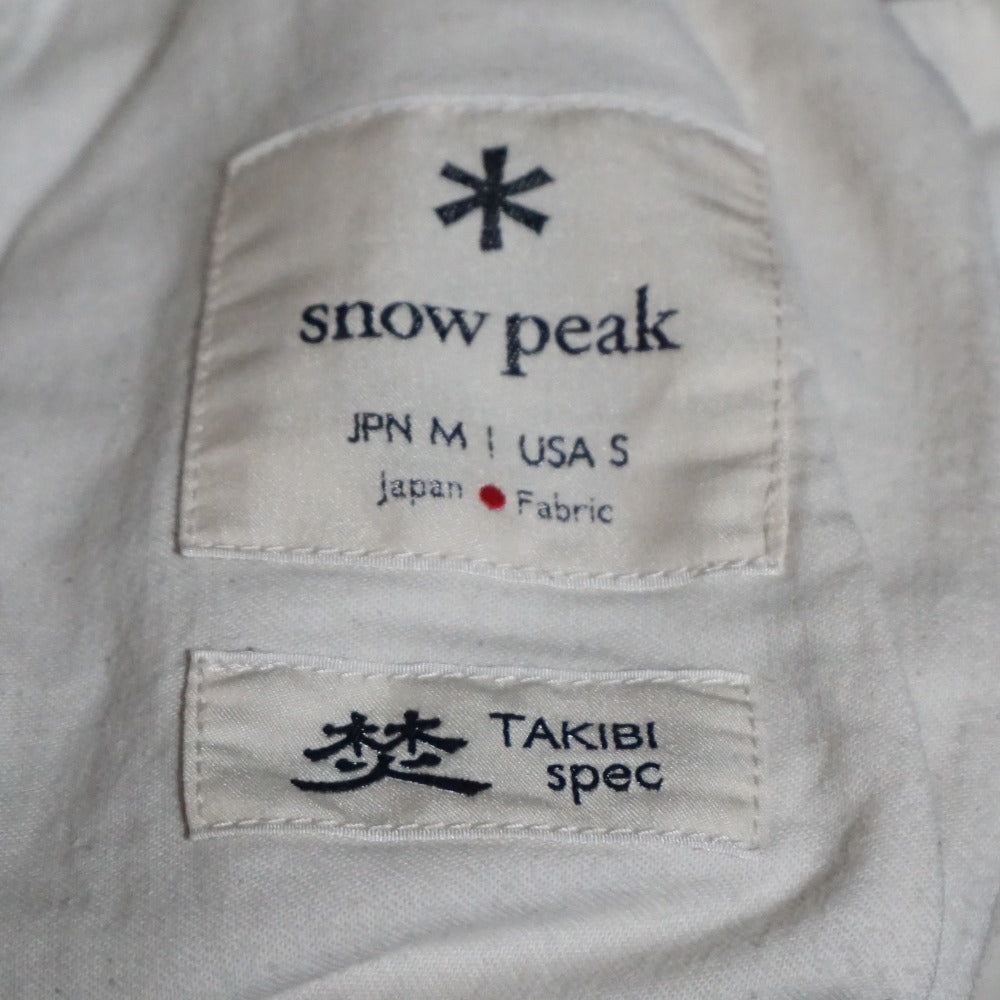 snow peak
JPN M | USA S
Japan Fabric
焚 TAKIBI
spec